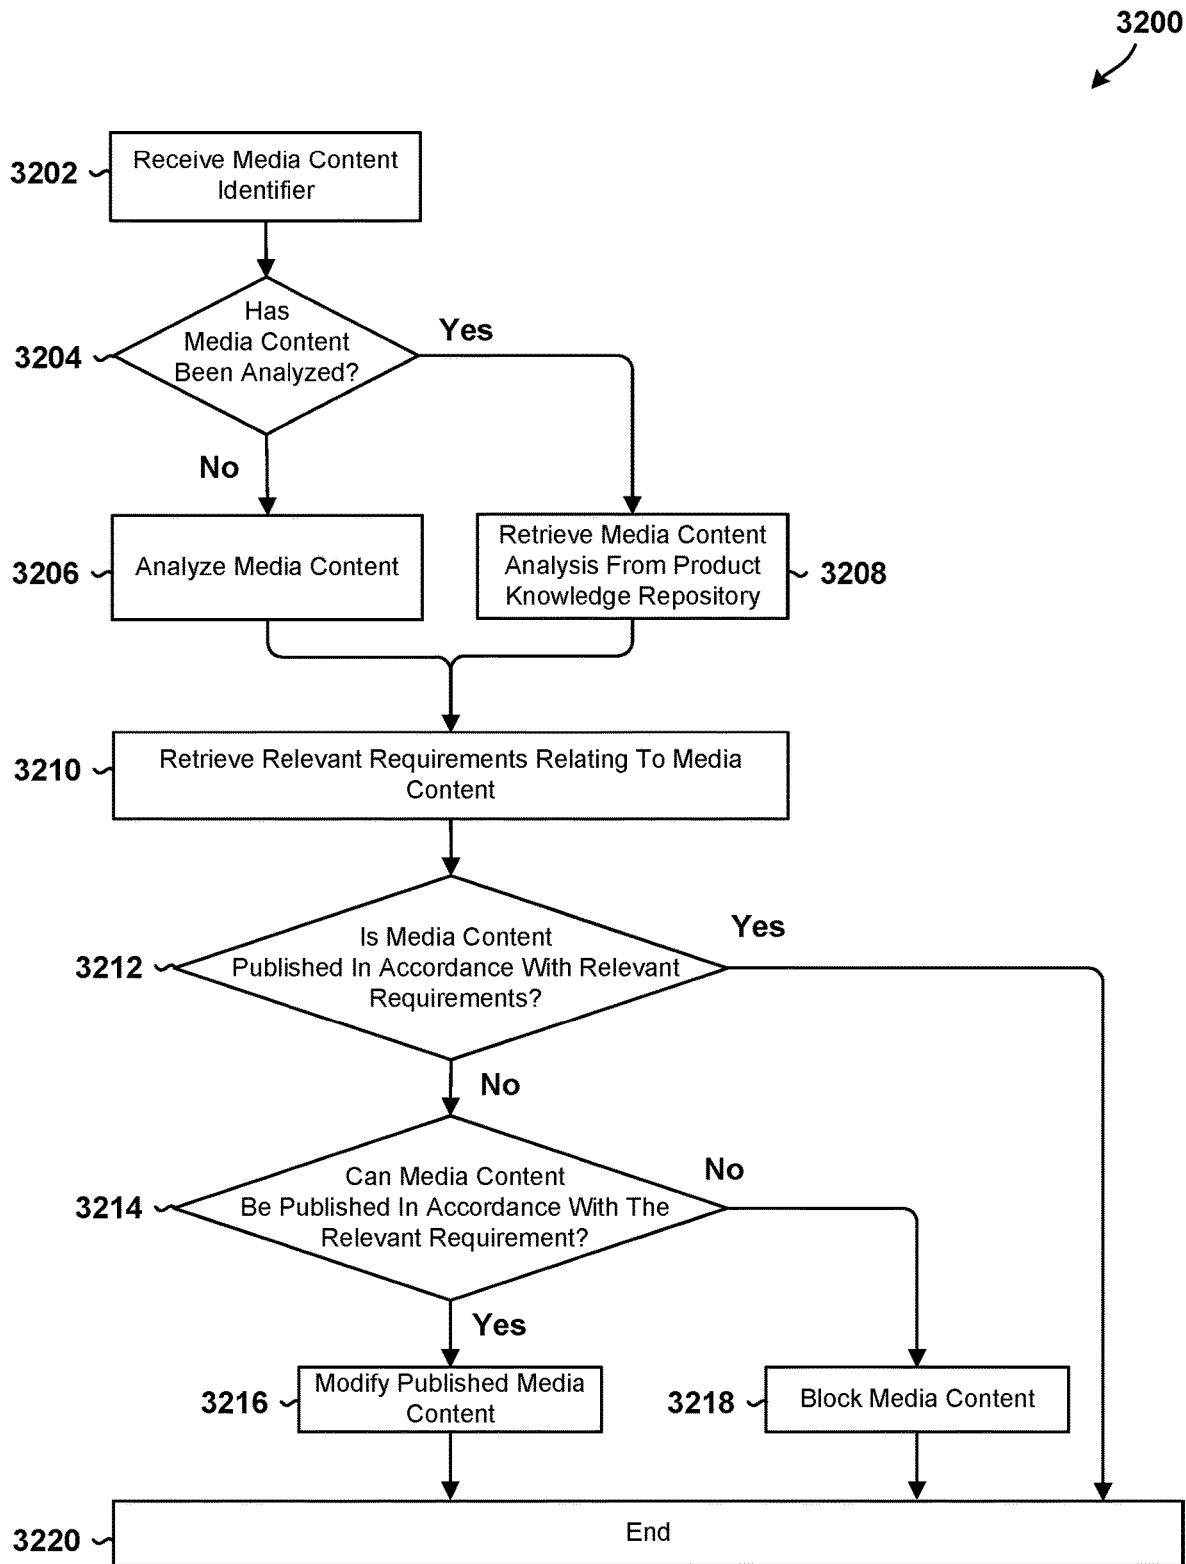 3200
3202
Receive Media Content
Identifier
3204
Has
Media Content
Been Analyzed?
Yes
No
3206
Analyze Media Content
Retrieve Media Content
Analysis From Product
Knowledge Repository
3208
3210
Retrieve Relevant Requirements Relating To Media
Content
3212
Is Media Content
Published In Accordance With Relevant
Requirements?
Yes
No
3214
Can Media Content
Be Published In Accordance With The
Relevant Requirement?
No
Yes
3216
Modify Published Media
Content
3218
Block Media Content
3220
End